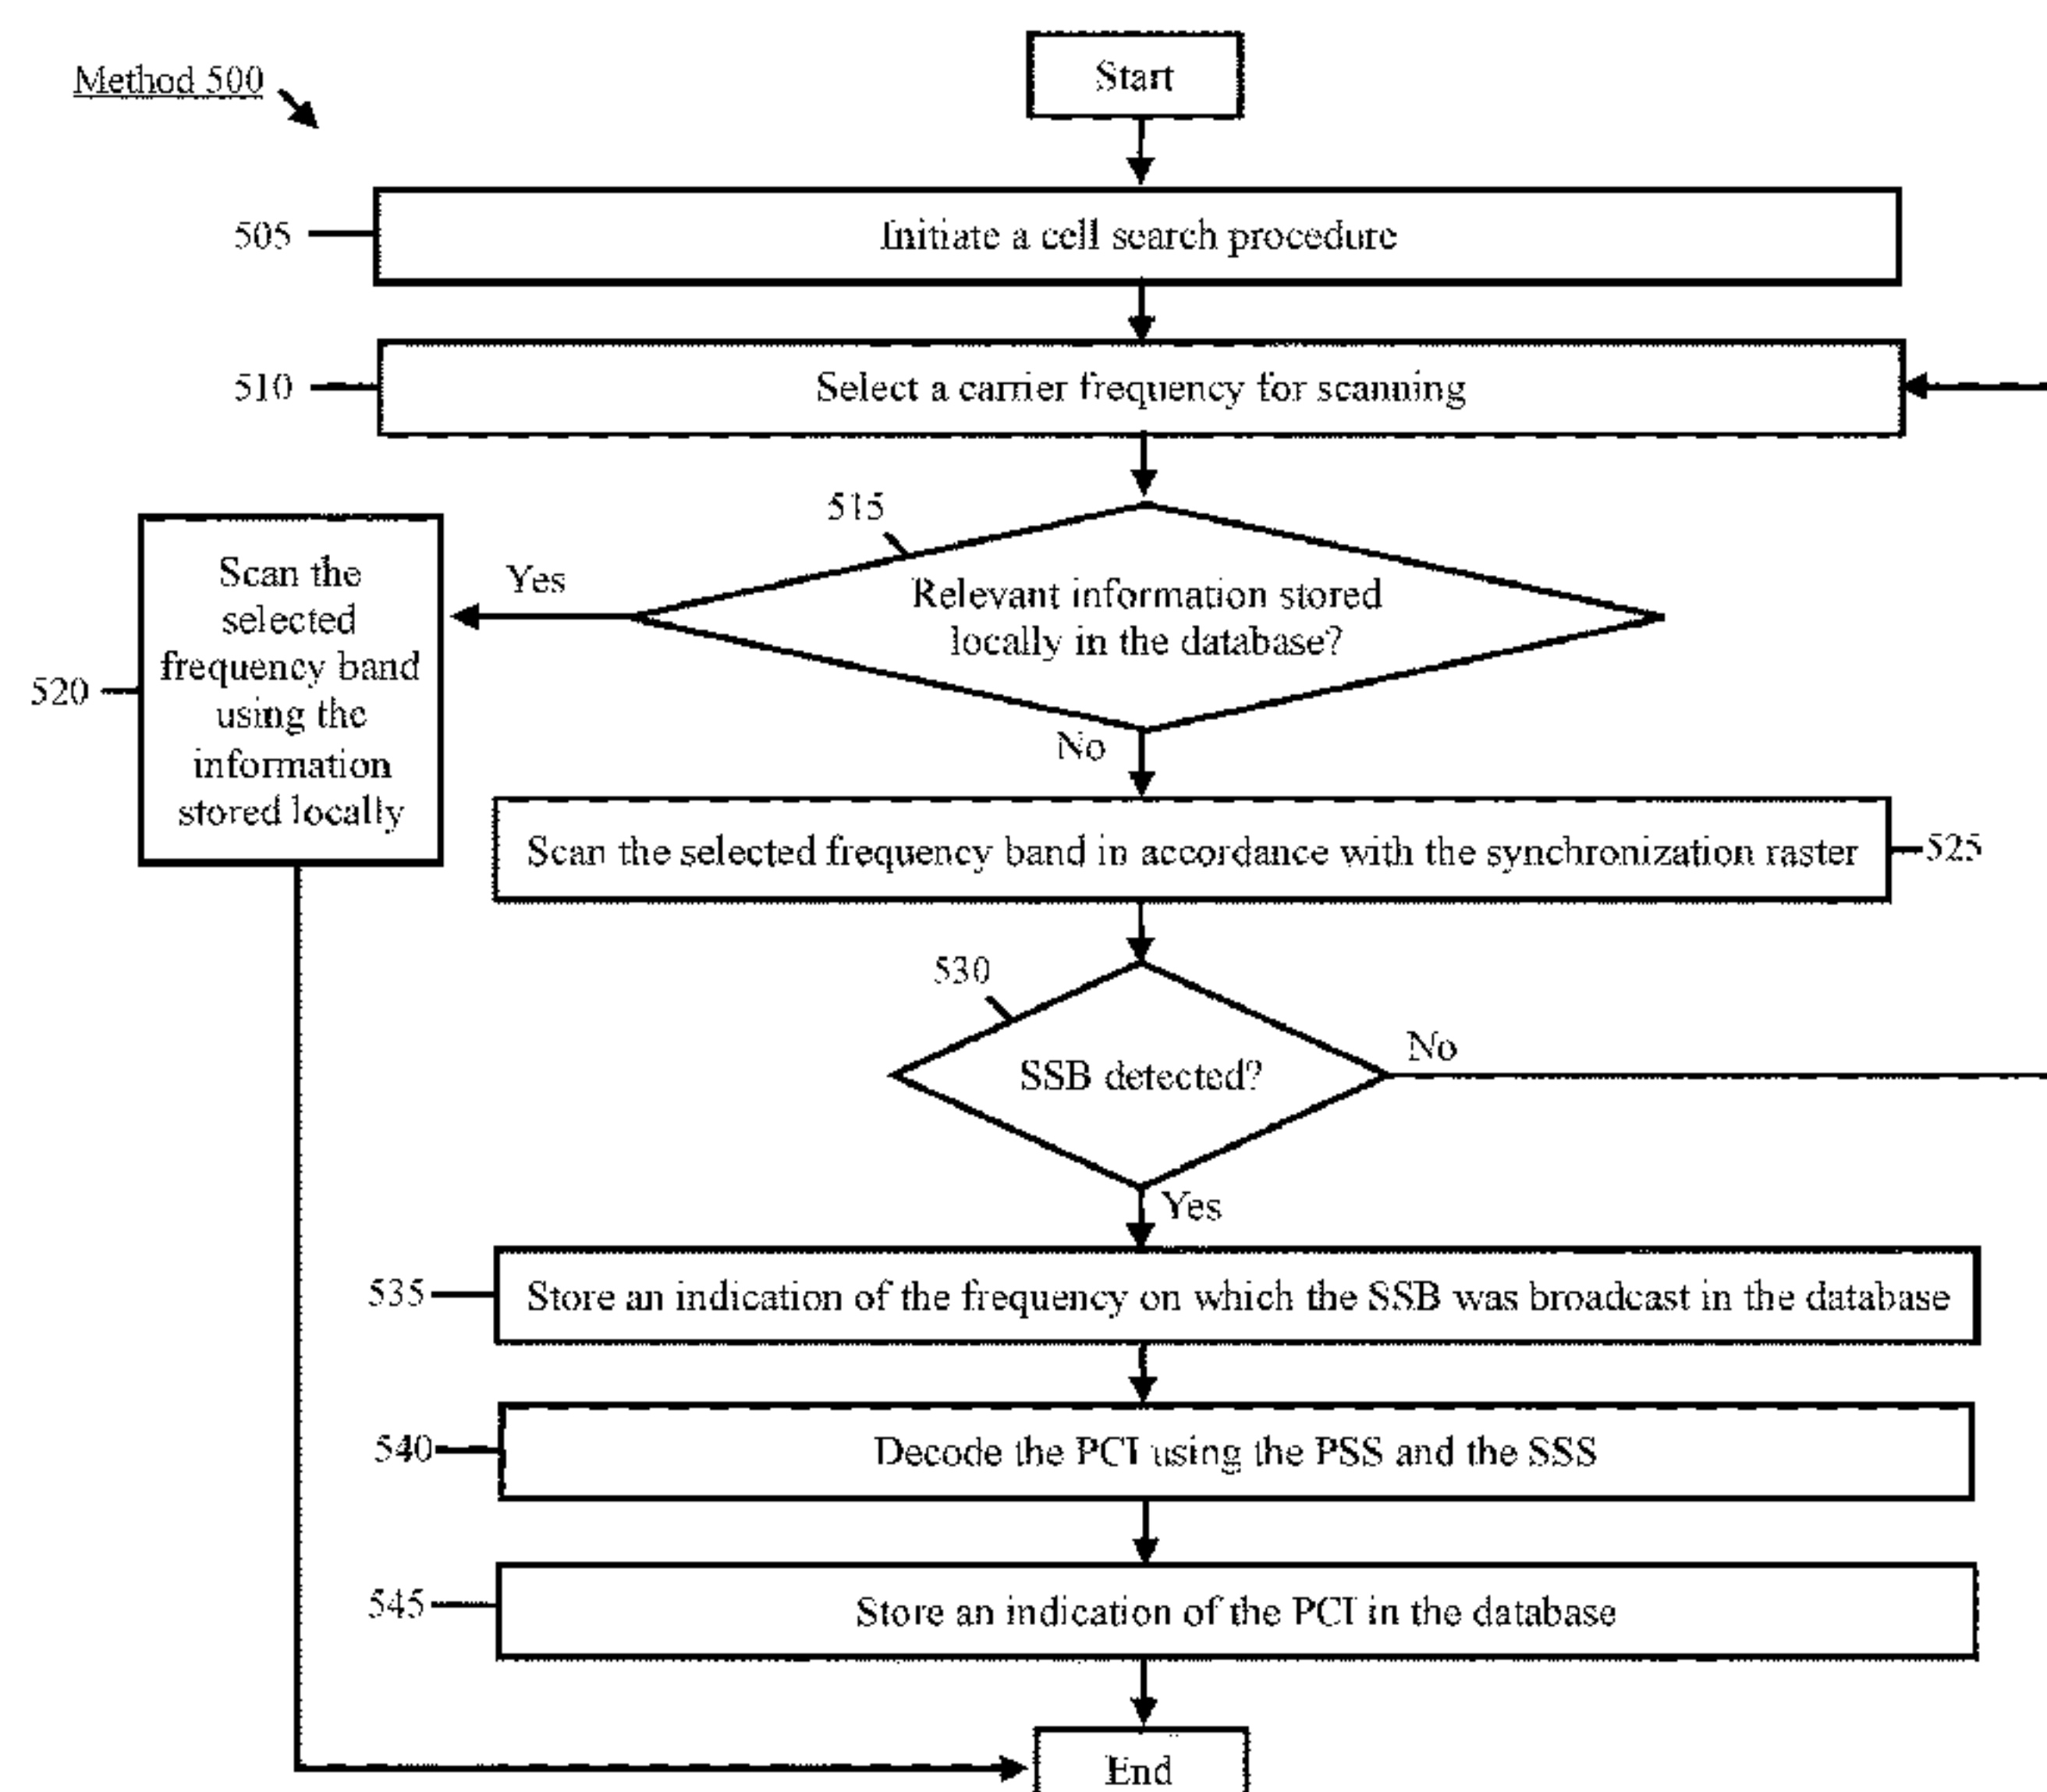 Method 500
Start
505
Initiate a cell search procedure
510
Select a carrier frequency for scanning
515
Relevant information stored
locally in the database?
Yes
No
520
Scan the
selected
frequency band
using the
information
stored locally
Scan the selected frequency band in accordance with the synchronization raster
525
530
SSB detected?
No
Yes
535
Store an indication of the frequency on which the SSB was broadcast in the database
540
Decode the PCI using the PSS and the SSS
545
Store an indication of the PCI in the database
End